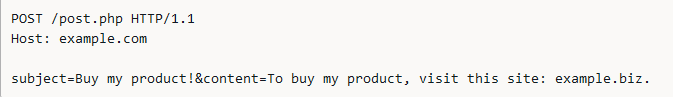 POST /post.php HTTP/1.1
Host: example.com
subject=Buy my product!&content=To buy my product, visit this site: example.biz.